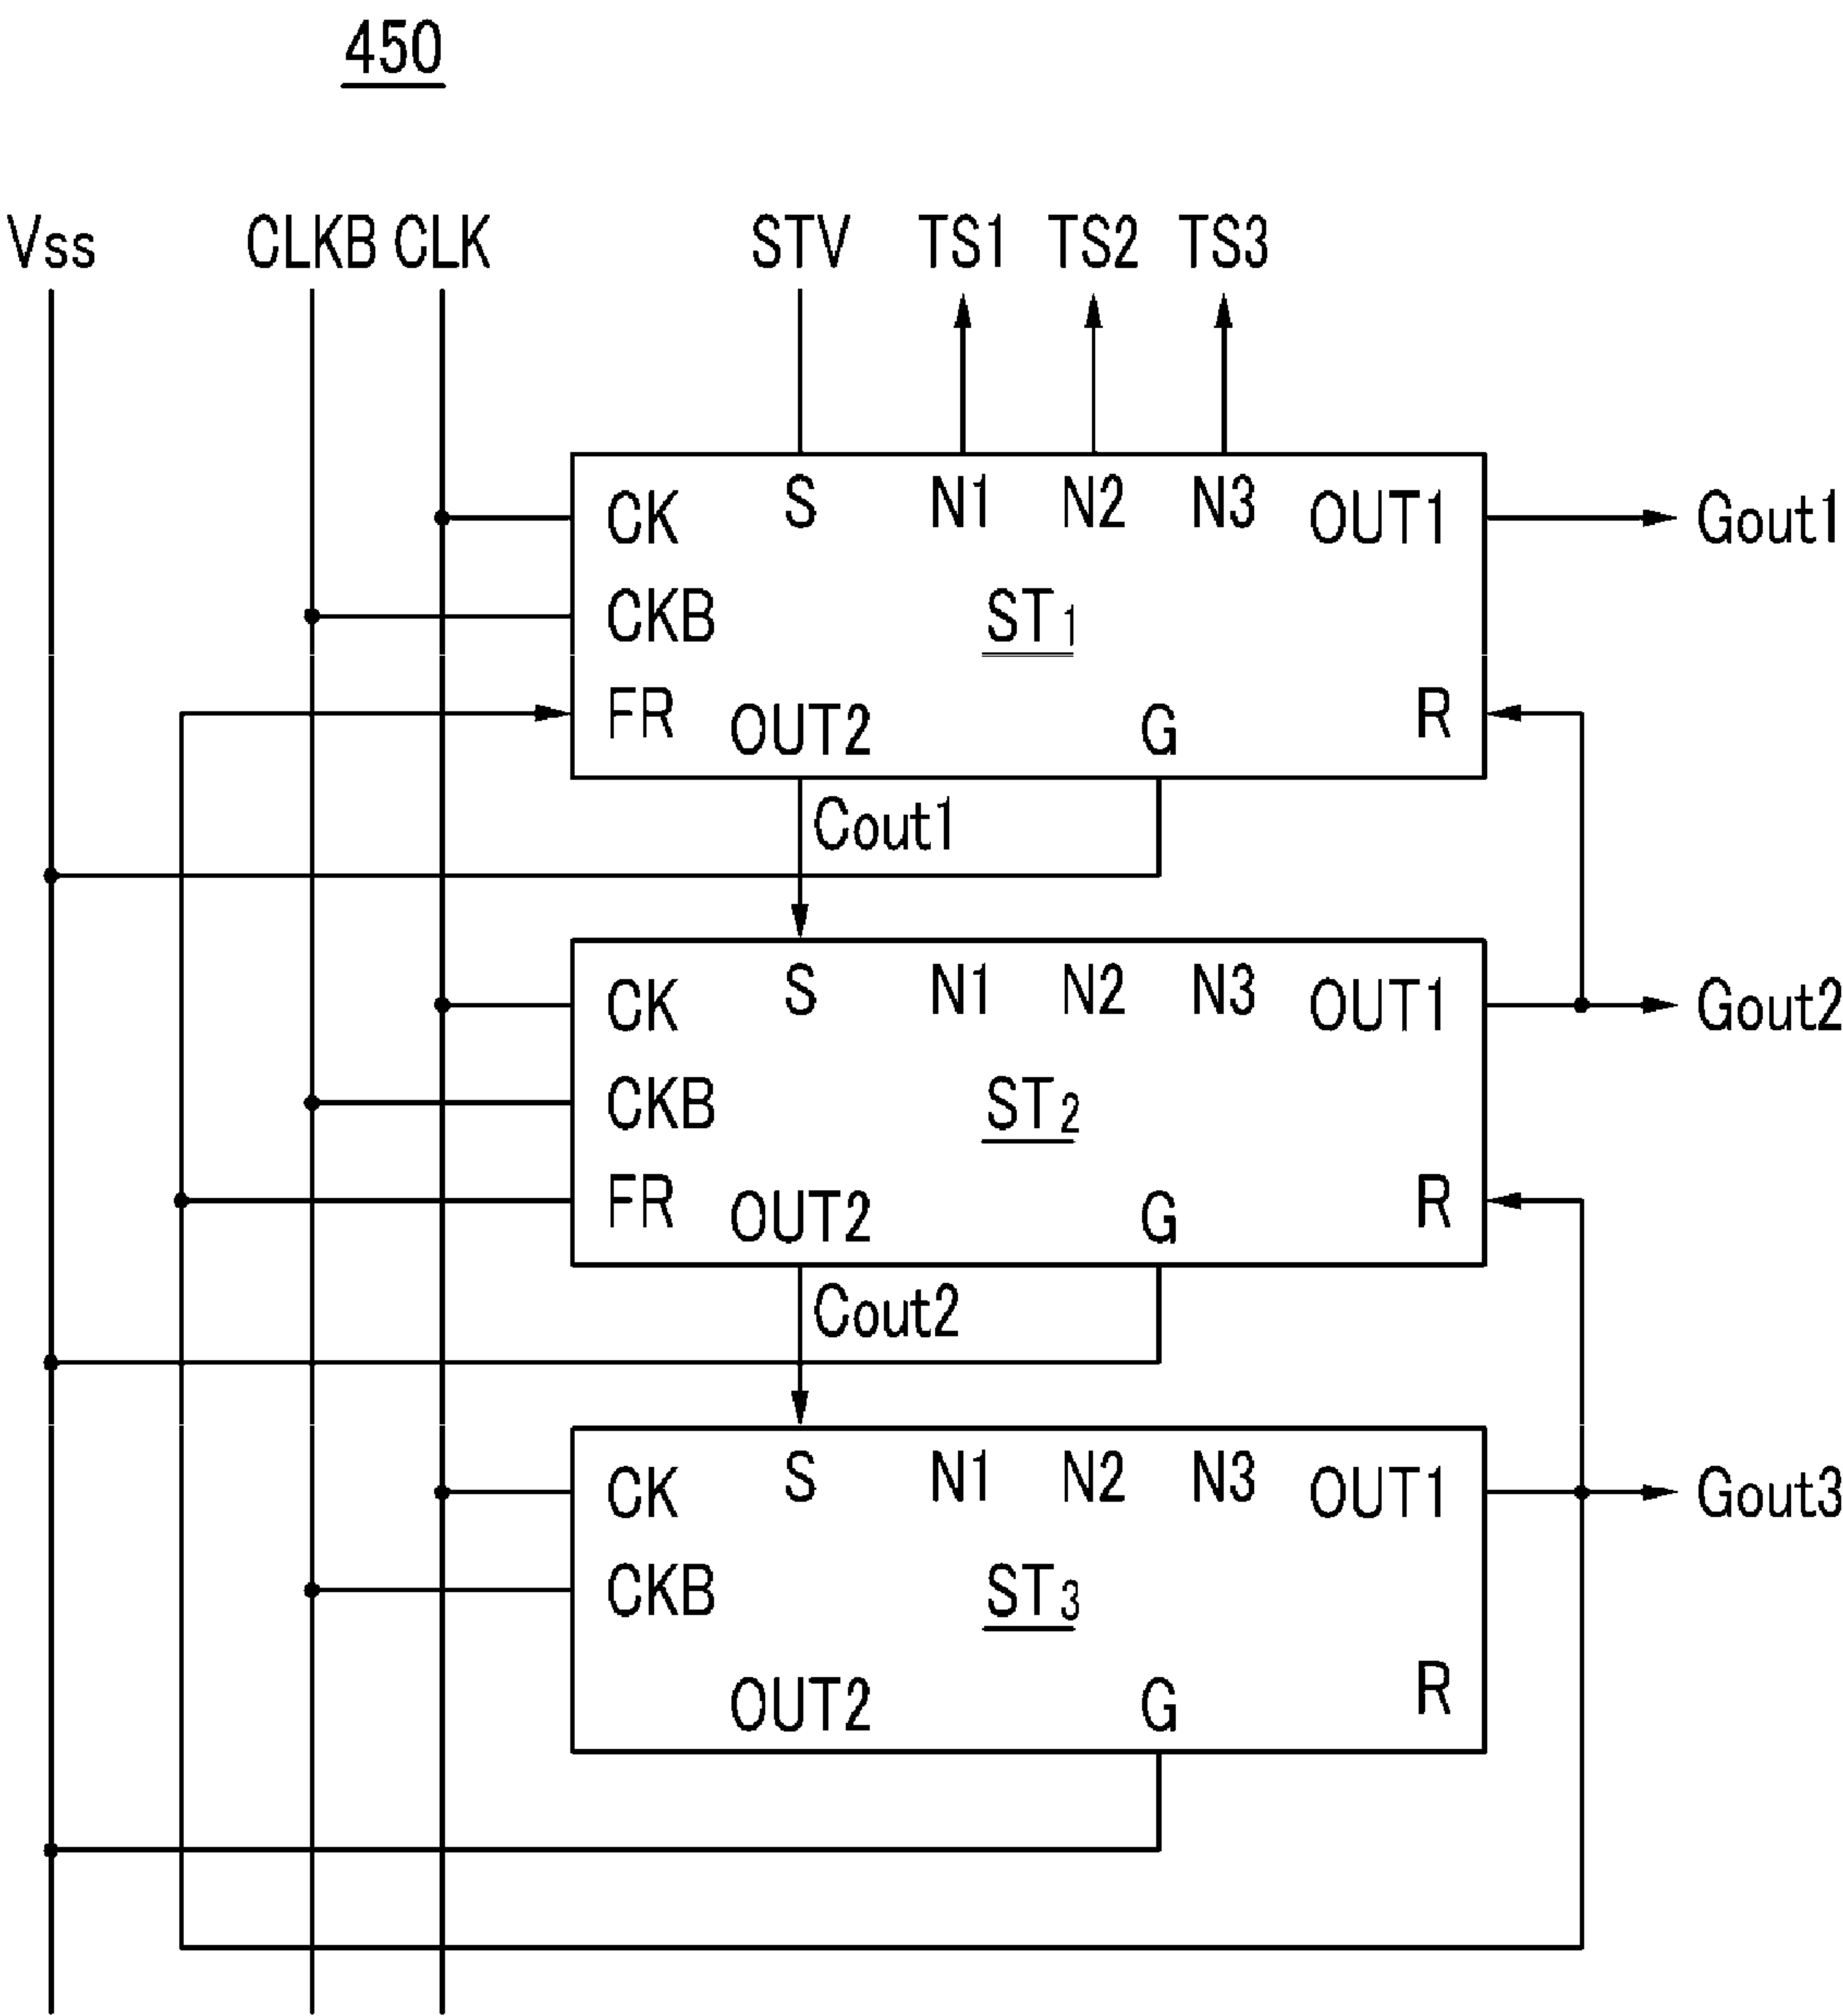 450
Vss CLKB CLK STV TS1 TS2 TS3
CK S N1 N2 N3 OUT1 Gout1
CKB ST1
FR OUT2 G R
Cout1
CK S N1 N2 N3 OUT1 Gout2
CKB ST2
FR OUT2 G R
Cout2
CK S N1 N2 N3 OUT1 Gout3
CKB ST3
OUT2 G R